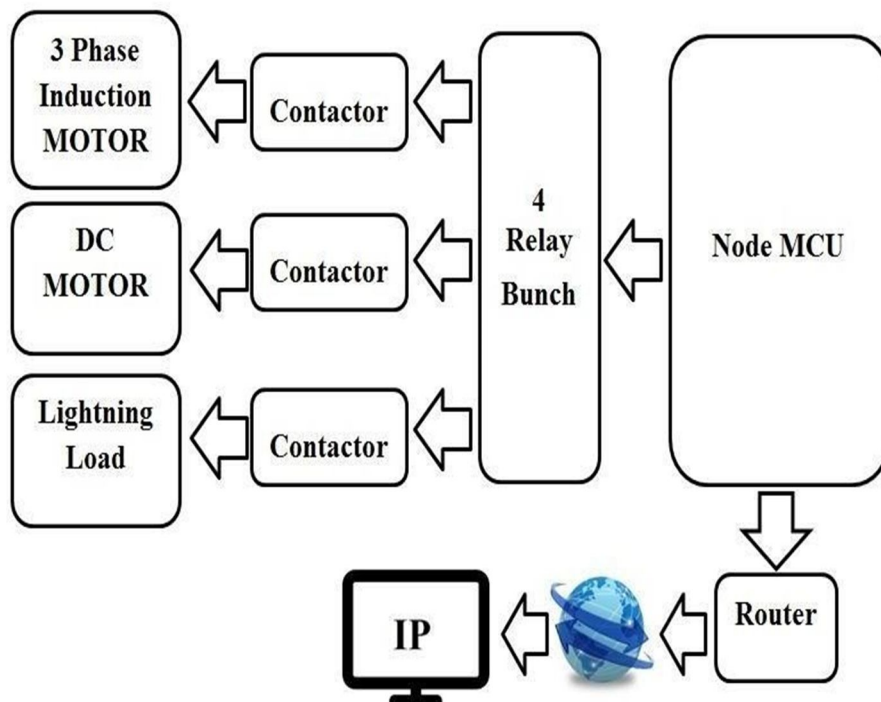 3 Phase
Induction
MOTOR
Contactor
4
Relay
Bunch
Node MCU
DC
MOTOR
Contactor
Lightning
Load
Contactor
Router
IP